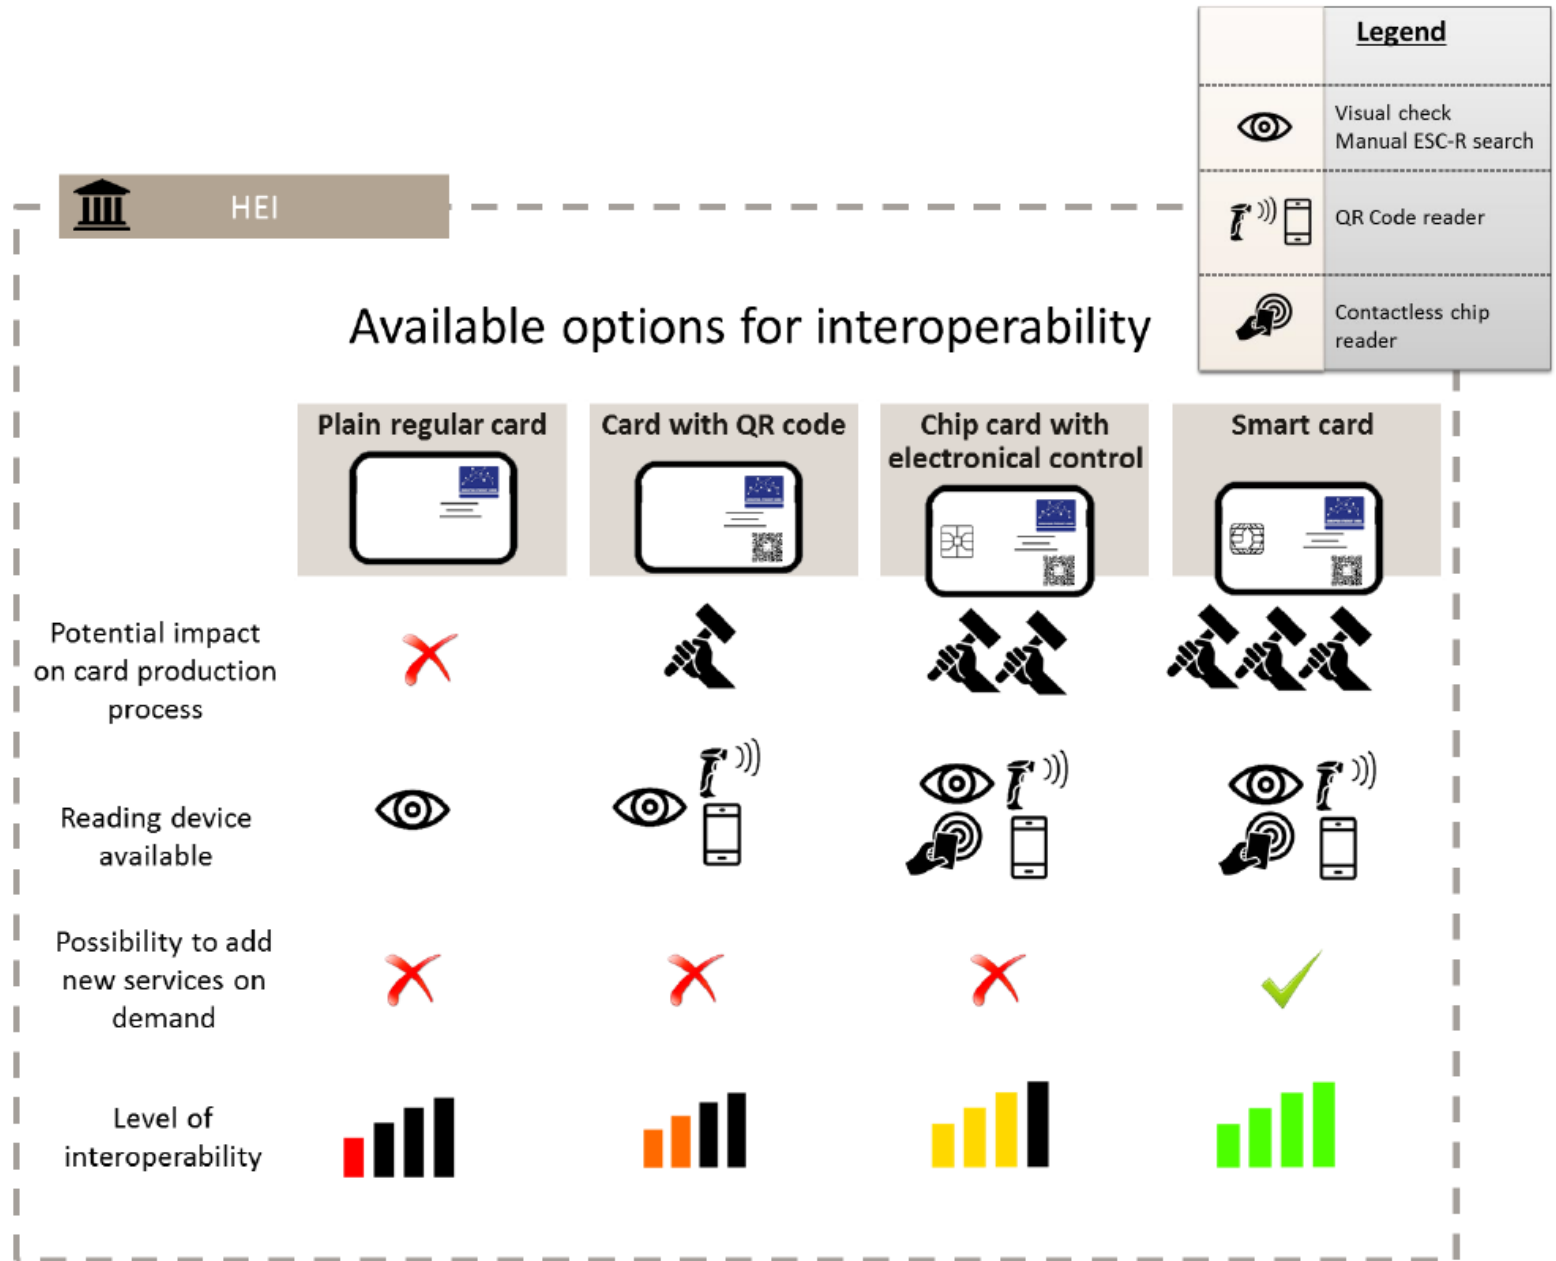 Legend
Visual check
Manual ESC-R search
QR Code reader
Contactless chip
reader
HEI
Available options for interoperability
Plain regular card
Card with QR code
Chip card with
electronical control
Smart card
Potential impact
on card production
process
Reading device
available
Possibility to add
new services on
demand
Level of
interoperability